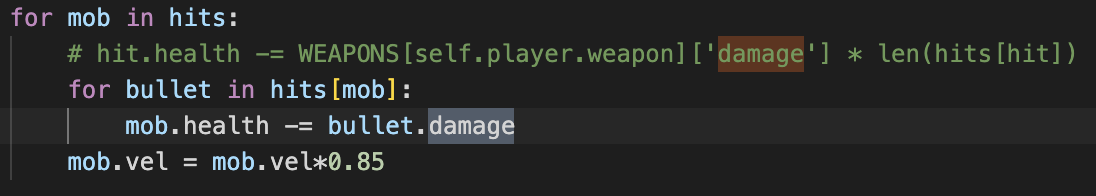 for mob in hits:
    # hit.health -= WEAPONS[self.player.weapon]['damage'] * len(hits[hit])
    for bullet in hits[mob]:
        mob.health -= bullet.damage
    mob.vel = mob.vel*0.85